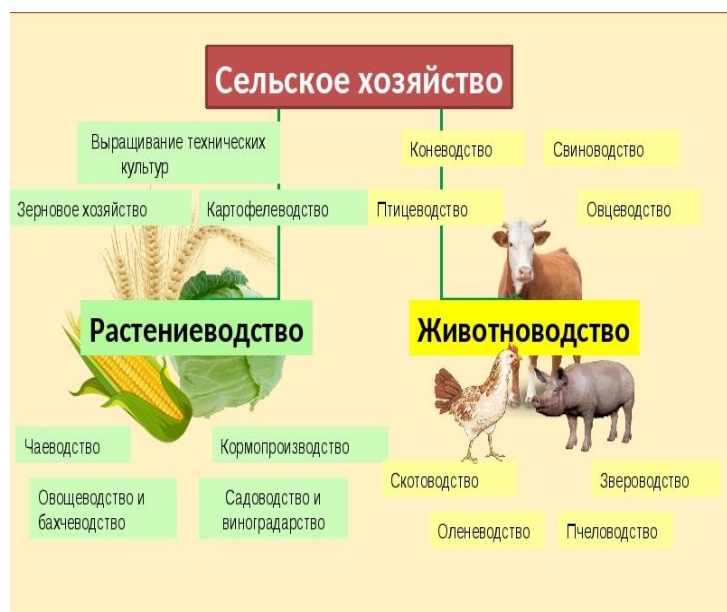 Сельское хозяйство
Выращивание технических
культур
Коневодство
Свиноводство
Зерновое хозяйство
Картофелеводство
Птицеводство
Овцеводство
Растениеводство
Животноводство
Чаеводство
Кормопроизводство
Скотоводство
Звероводство
Овощеводство и
бахчеводство
Садоводство и
виноградарство
Оленеводство
Пчеловодство